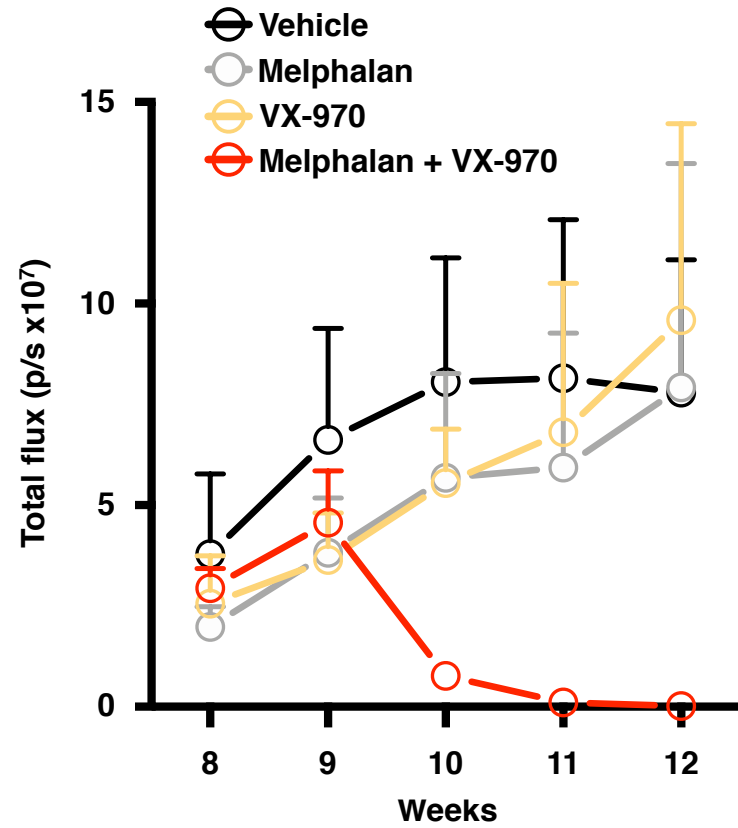 Vehicle
Melphalan
VX-970
Melphalan + VX-970
Total flux (p/s x10⁷)
15
10
5
0
8 9 10 11 12
Weeks